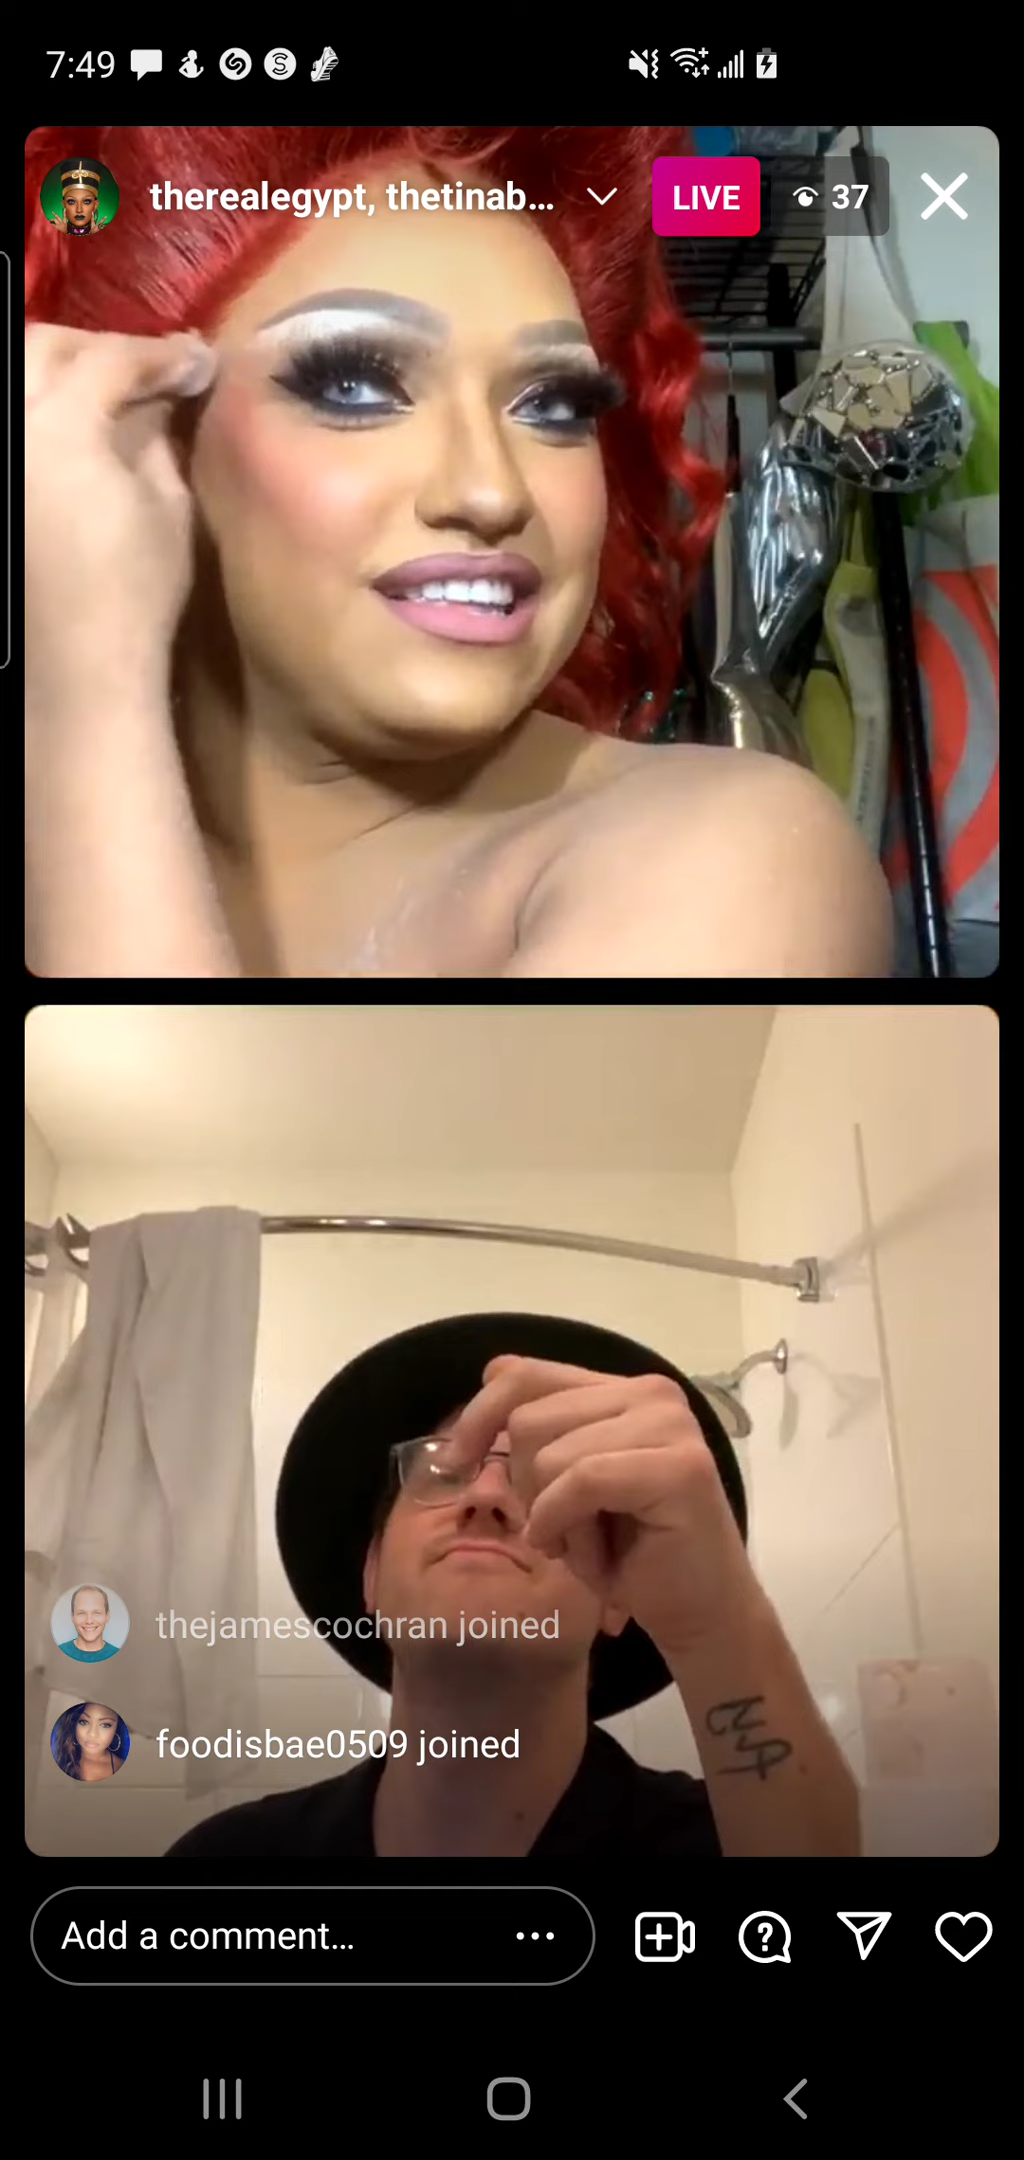 7:49
therealegypt, thetinab...
LIVE
37
thejamescochran joined
foodisbae0509 joined
Add a comment...